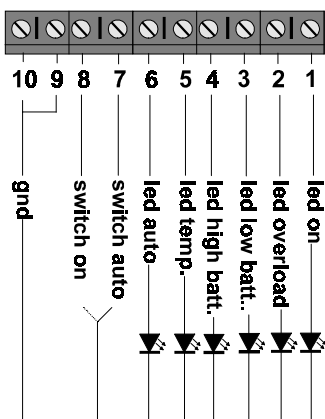 10 9 8 7 6 5 4 3 2 1
gnd
switch on
switch auto
led auto
led temp.
led high batt.
led low batt..
led overload
led on